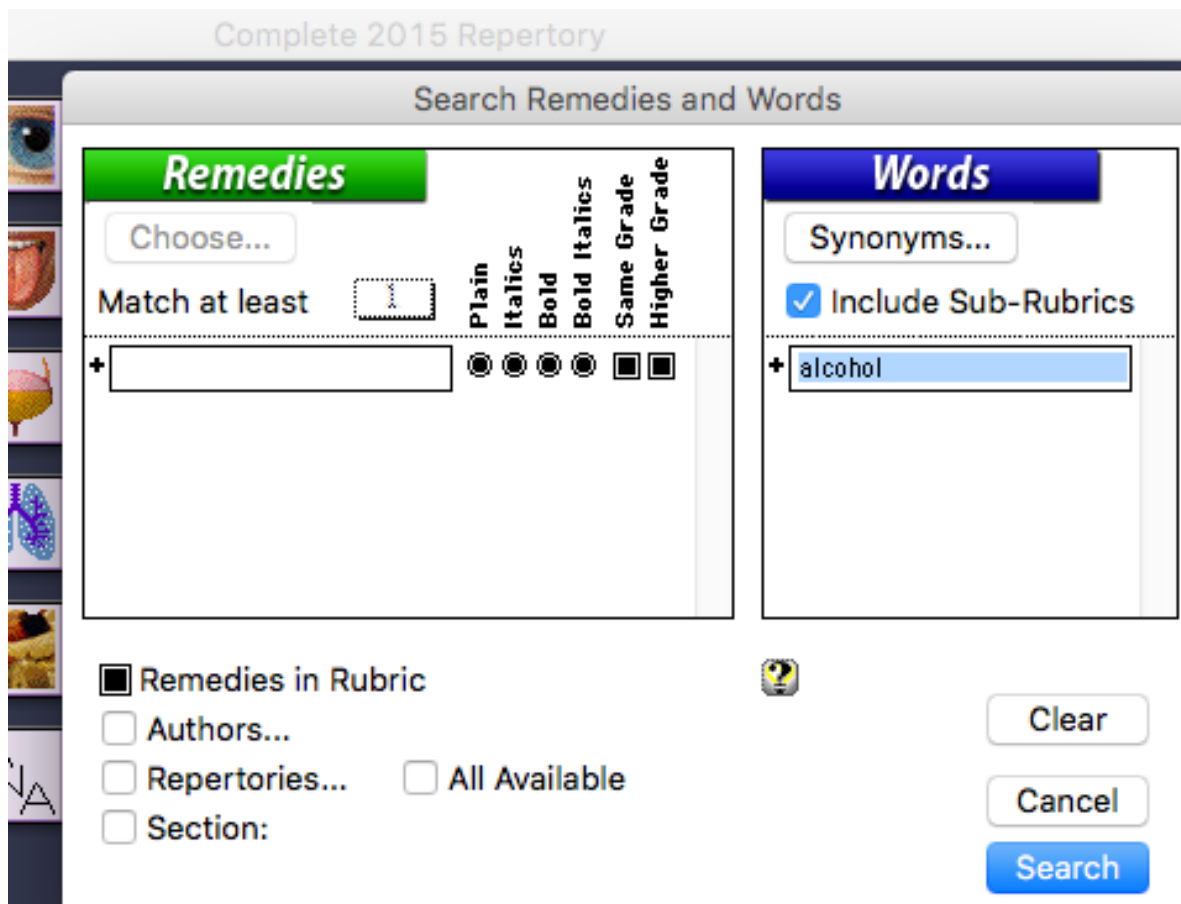 Complete 2015 Repertory
Search Remedies and Words
Remedies
Choose...
Match at least 1
Plain
Italics
Bold
Bold Italics
Same Grade
Higher Grade
Words
Synonyms...
Include Sub-Rubrics
+
+ alcohol
Remedies in Rubric
Authors...
Repertories... All Available
Section:
Clear
Cancel
Search